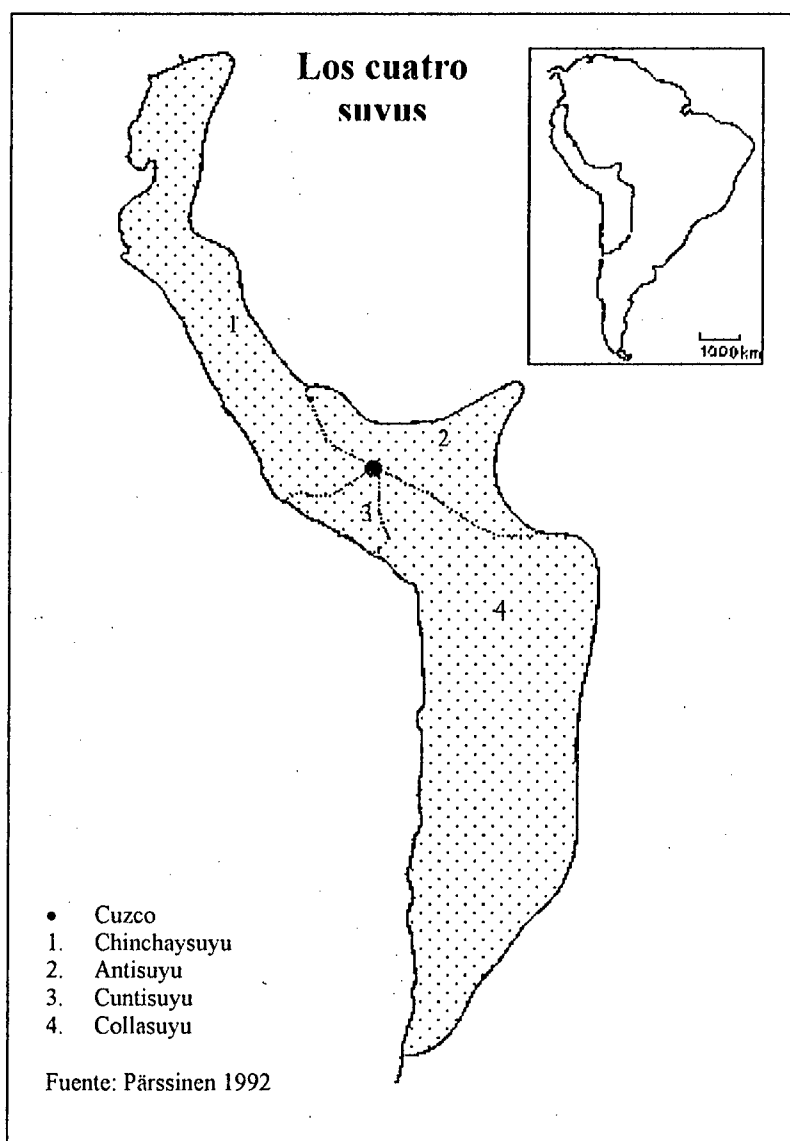 Los cuatro
suvus
1000km
1
2
3
4
• Cuzco
1. Chinchaysuyu
2. Antisuyu
3. Cuntisuyu
4. Collasuyu
Fuente: Pärssinen 1992